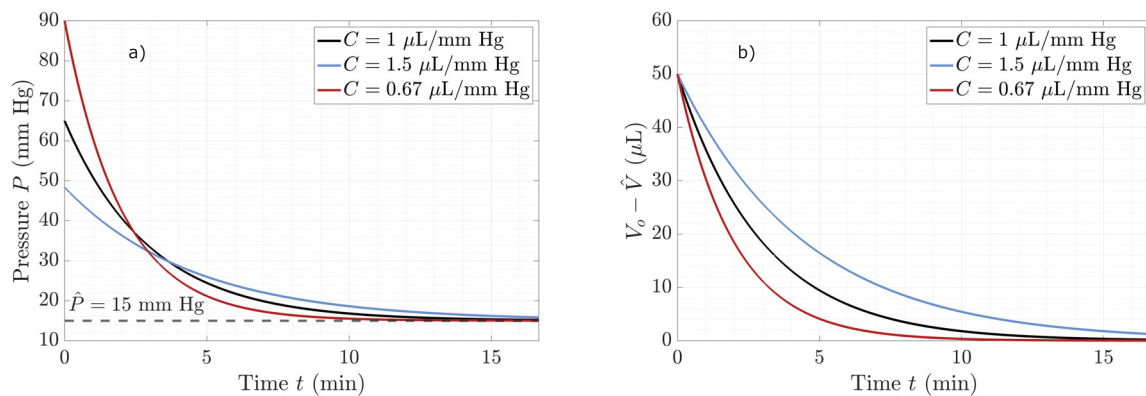 a)
C = 1 μL/mm Hg
C = 1.5 μL/mm Hg
C = 0.67 μL/mm Hg
Pressure P (mm Hg)
90
80
70
60
50
40
30
20
10
P̂ = 15 mm Hg
0
5
10
15
Time t (min)
b)
C = 1 μL/mm Hg
C = 1.5 μL/mm Hg
C = 0.67 μL/mm Hg
V_o − V̂ (μL)
60
50
40
30
20
10
0
0
5
10
15
Time t (min)